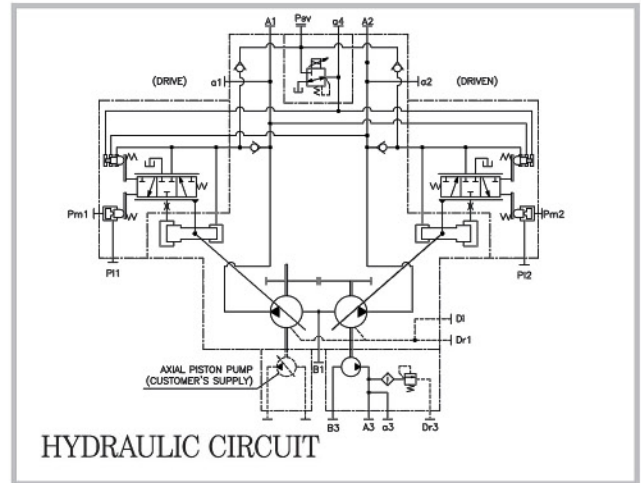 A1 Psv a4 A2
(DRIVE) a1 a2 (DRIVEN)
Pm1 Pm2
Pl1 Pl2
Dl
Dr1
AXIAL PISTON PUMP
(CUSTOMER'S SUPPLY)
B1
B3 A3 a3 Dr3
HYDRAULIC CIRCUIT